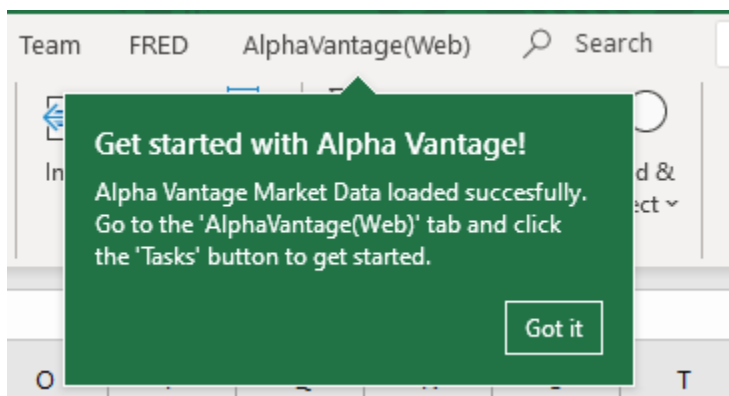 Team FRED AlphaVantage(Web) Search
Get started with Alpha Vantage!
In
d &
Alpha Vantage Market Data loaded succesfully.
ect
Go to the 'AlphaVantage(Web)' tab and click
the 'Tasks' button to get started.
Got it
O T